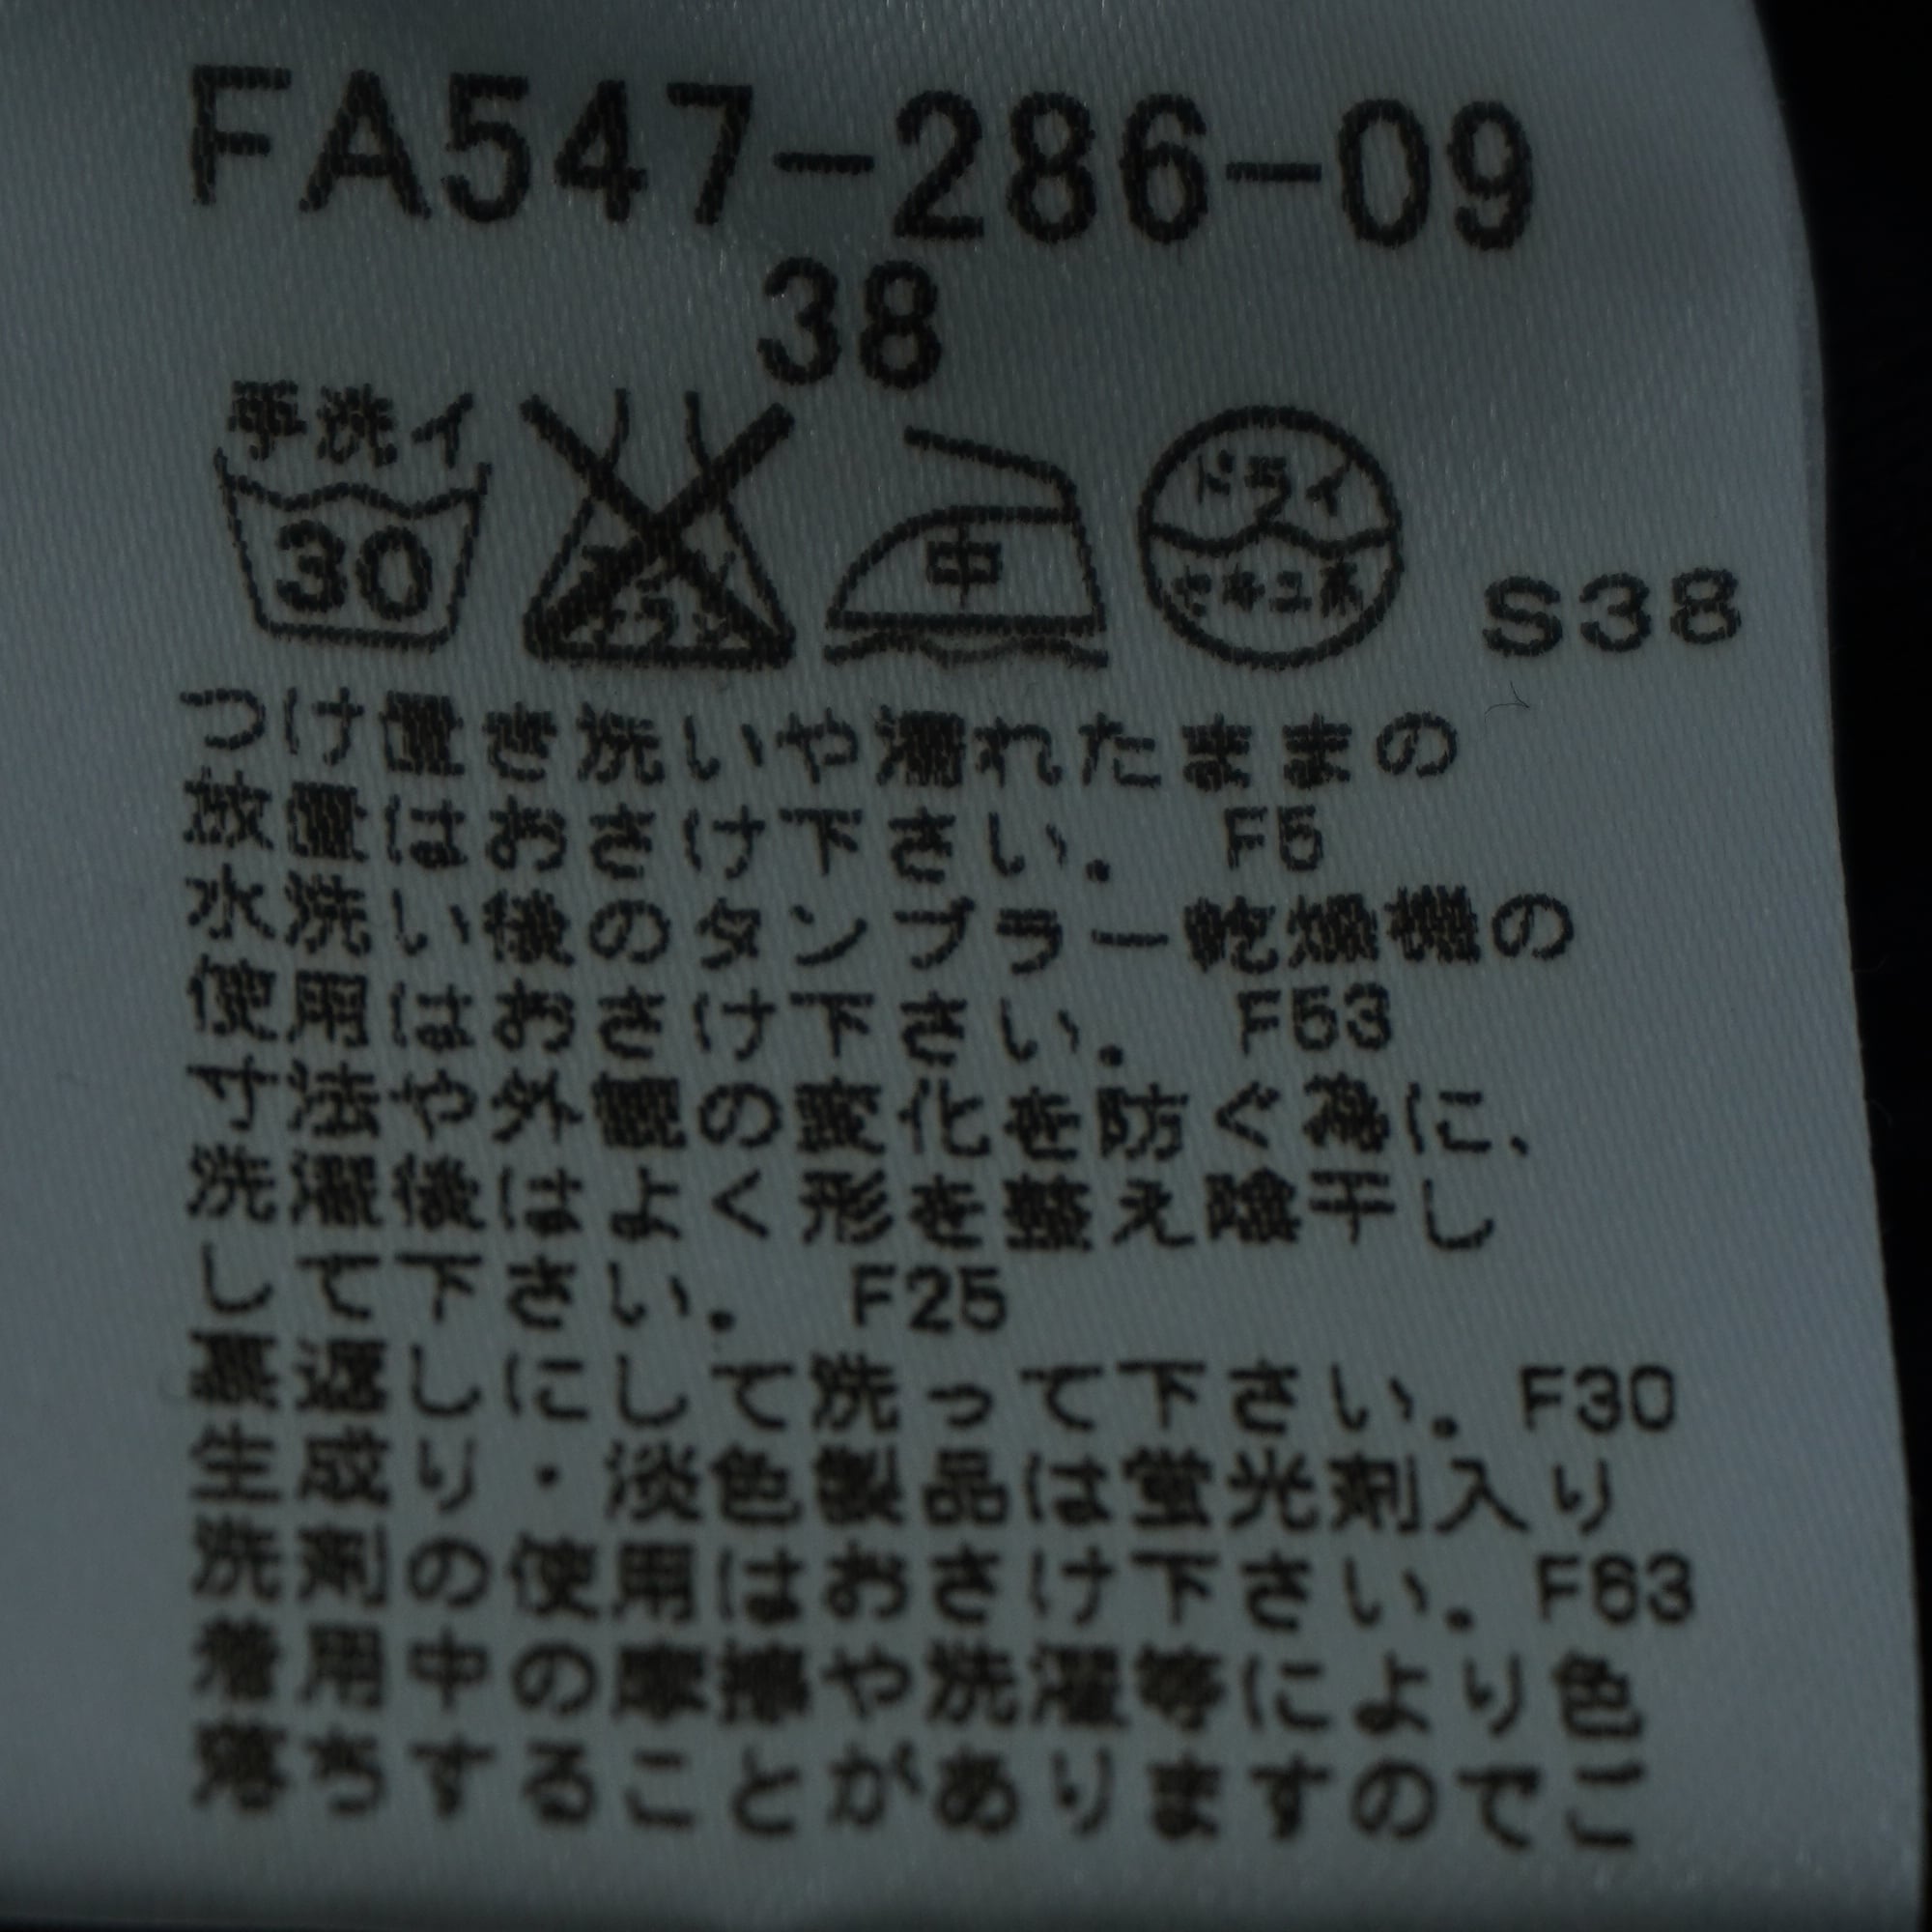 FA547-286-09
38
手洗イ
30
中
ドライ
セキユ系
S38
つけ置き洗いや濡れたままの
放置はおさけ下さい. F5
水洗い後のタンブラー乾燥機の
使用はおさけ下さい. F53
寸法や外観の変化を防ぐ為に、
洗濯後はよく形を整え陰干し
して下さい. F25
裏返しにして洗って下さい. F30
生成り・淡色製品は蛍光剤入り
洗剤の使用はおさけ下さい. F63
着用中の摩擦や洗濯等により色
落ちすることがありますのでご